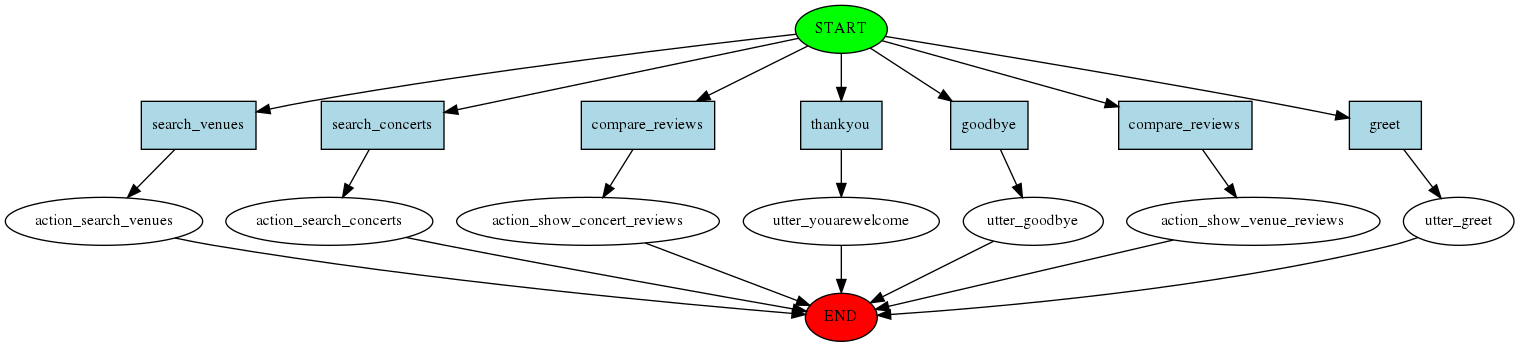 START
search_venues
search_concerts
compare_reviews
thankyou
goodbye
compare_reviews
greet
action_search_venues
action_search_concerts
action_show_concert_reviews
utter_youarewelcome
utter_goodbye
action_show_venue_reviews
utter_greet
END